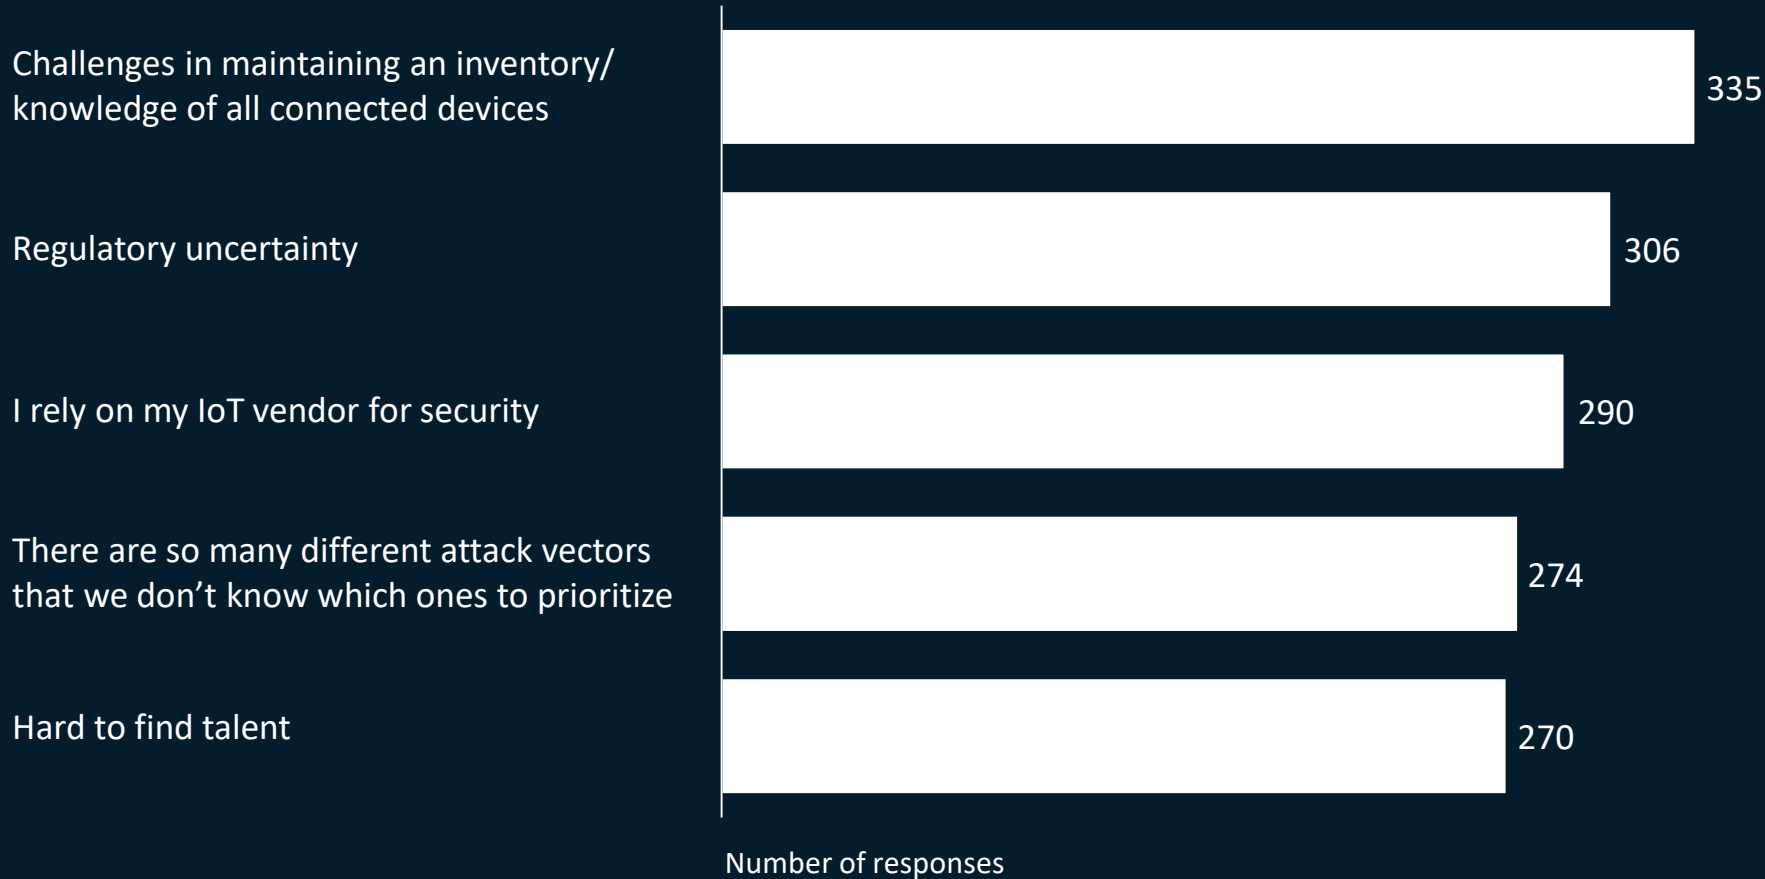 Challenges in maintaining an inventory/
knowledge of all connected devices
335
Regulatory uncertainty
306
I rely on my IoT vendor for security
290
There are so many different attack vectors
that we don’t know which ones to prioritize
274
Hard to find talent
270
Number of responses